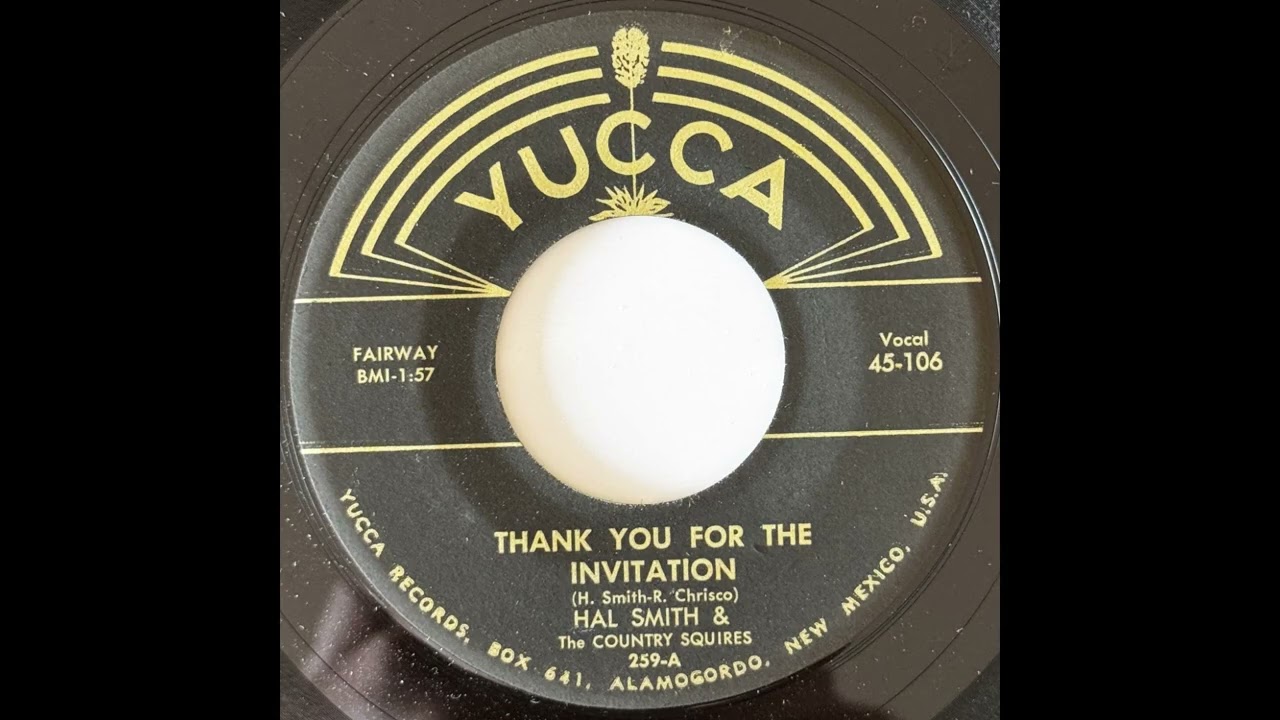 YUCCA
FAIRWAY
BMI-1:57
Vocal
45-106
THANK YOU FOR THE
INVITATION
(H. Smith-R. Chrisco)
HAL SMITH &
The COUNTRY SQUIRES
259-A
YUCCA RECORDS, BOX 641, ALAMOGORDO, NEW MEXICO, U.S.A.